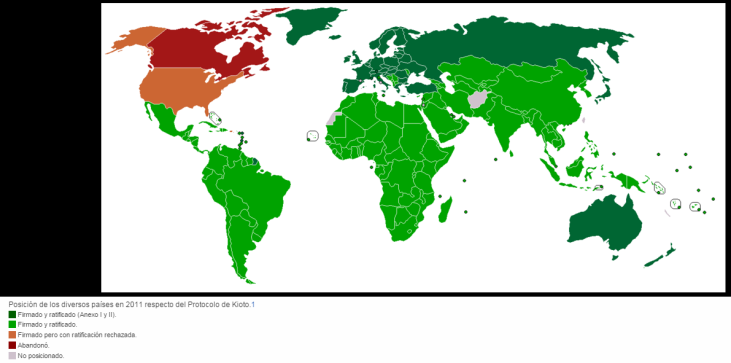 Posición de los diversos países en 2011 respecto del Protocolo de Kioto.1
Firmado y ratificado (Anexo I y II).
Firmado y ratificado.
Firmado pero con ratificación rechazada.
Abandonó.
No posicionado.